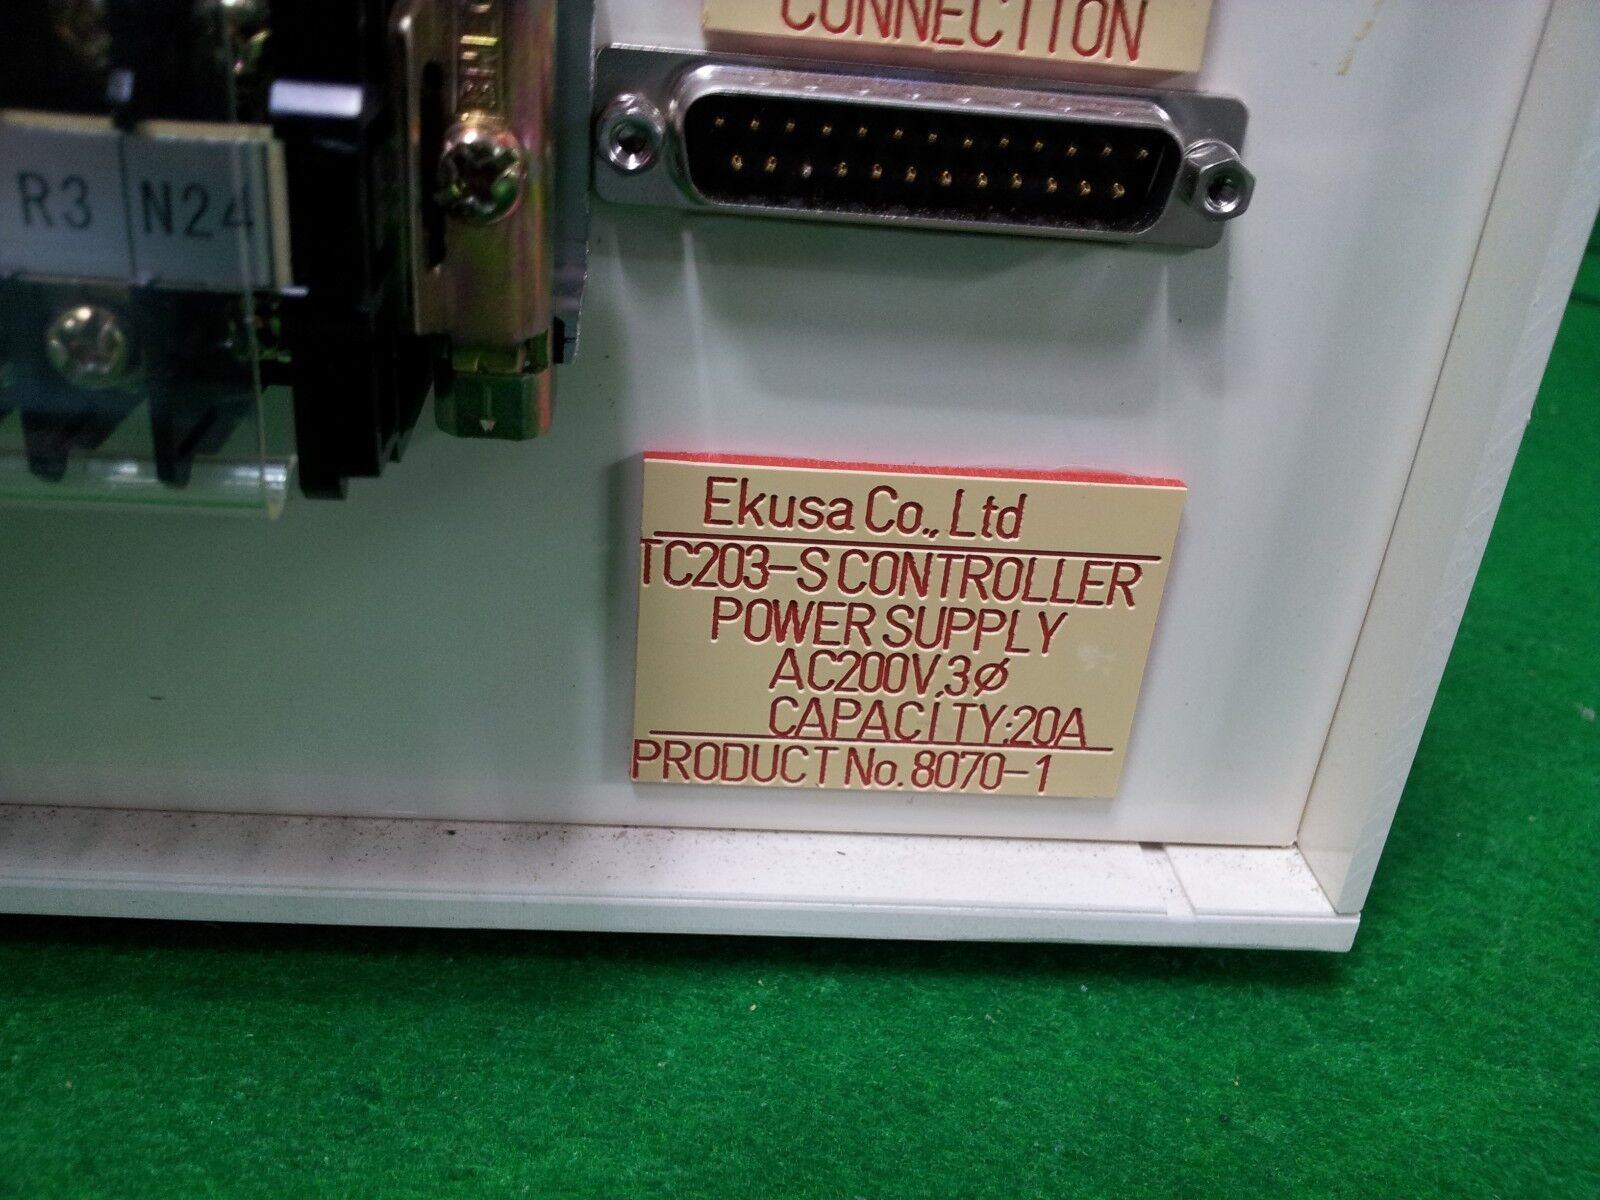 CONNECTION
R3 N24
Ekusa Co., Ltd
TC203-S CONTROLLER
POWER SUPPLY
AC200V, 3Ø
CAPACITY:20A
PRODUCT No. 8070-1